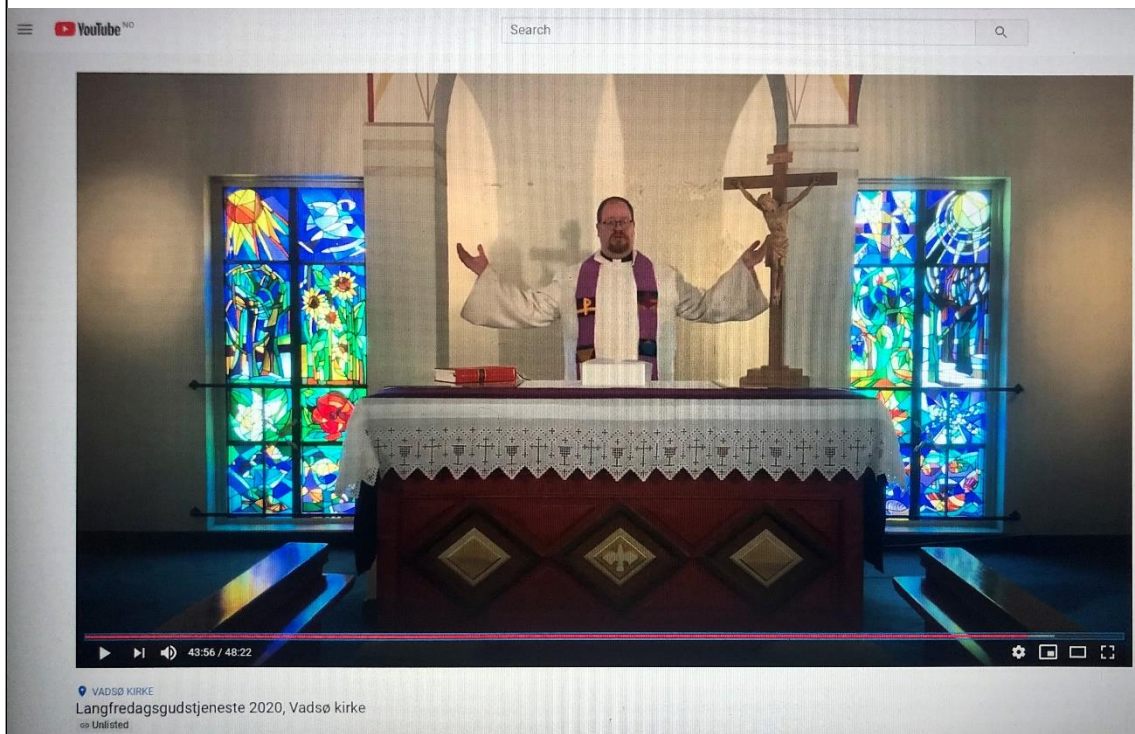 YouTube NO
Search
43:56 / 48:22
VADSØ KIRKE
Langfredagsgudstjeneste 2020, Vadsø kirke
Unlisted